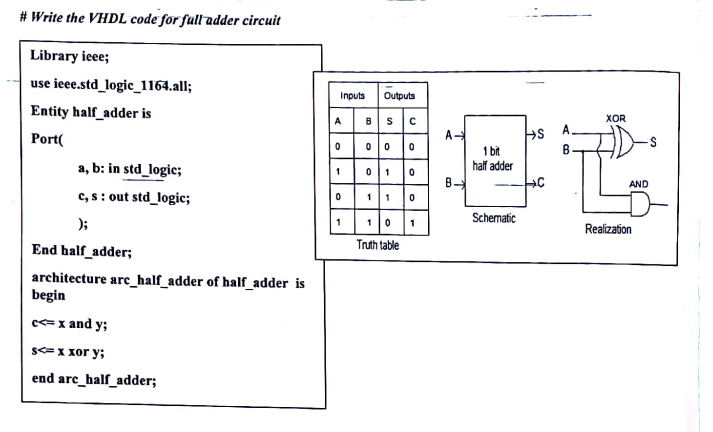 # Write the VHDL code for full adder circuit
Library ieee;
use ieee.std_logic_1164.all;
Entity half_adder is
Port(
a, b: in std_logic;
c, s : out std_logic;
);
End half_adder;
architecture arc_half_adder of half_adder is
begin
c<= x and y;
s<= x xor y;
end arc_half_adder;
Inputs Outputs
A B S C
0 0 0 0
1 0 1 0
0 1 1 0
1 1 0 1
Truth table
A S
1 bit
half adder
B C
Schematic
XOR
A S
B
AND
Realization